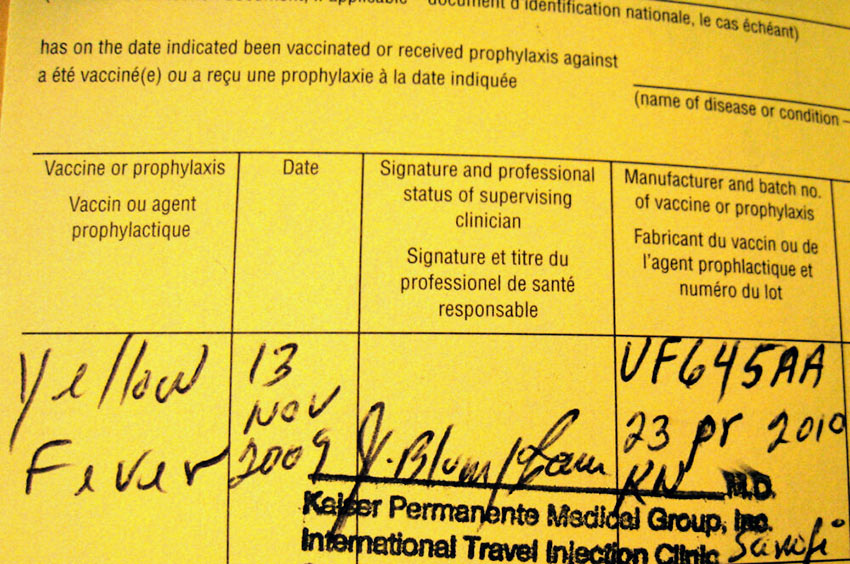 document d'identification nationale, le cas échéant)
has on the date indicated been vaccinated or received prophylaxis against
a été vacciné(e) ou a reçu une prophylaxie à la date indiquée
(name of disease or condition –
Vaccine or prophylaxis
Vaccin ou agent
prophylactique
Date
Signature and professional
status of supervising
clinician
Signature et titre du
professionel de santé
responsable
Manufacturer and batch no.
of vaccine or prophylaxis
Fabricant du vaccin ou de
l'agent prophlactique et
numéro du lot
Yellow
Fever
13
Nov
2009
RN
M.D.
Kaiser Permanente Medical Group, Inc.
International Travel Injection Clinic
UF645AA
23 2010
Sanofi